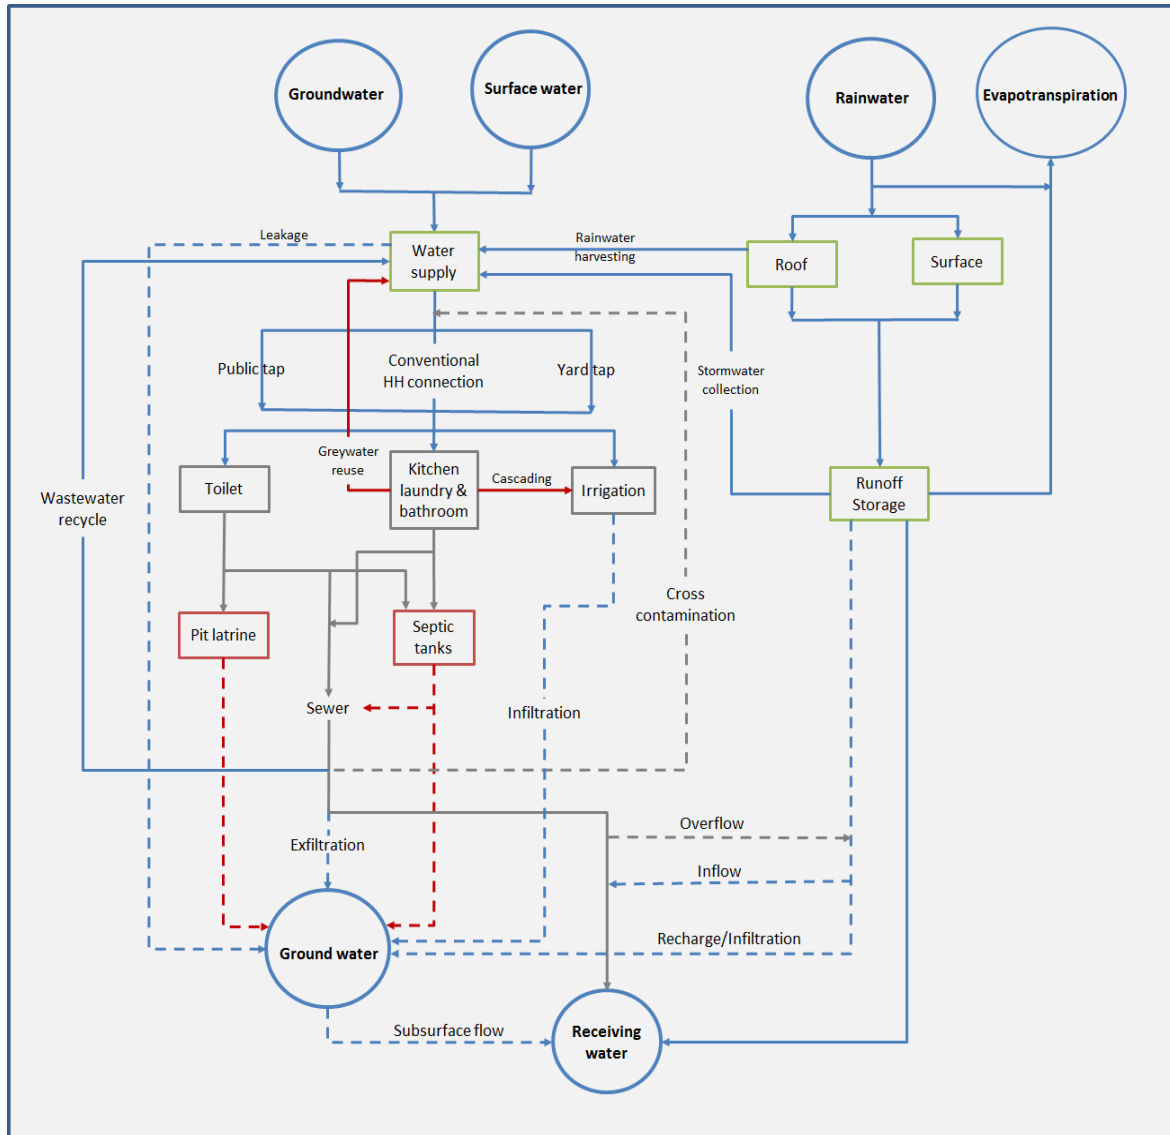 Groundwater
Surface water
Rainwater
Evapotranspiration
Leakage
Water
supply
Rainwater
harvesting
Roof
Surface
Public tap
Conventional
HH connection
Yard tap
Stormwater
collection
Greywater
reuse
Toilet
Kitchen
laundry &
bathroom
Cascading
Irrigation
Runoff
Storage
Wastewater
recycle
Cross
contamination
Pit latrine
Septic
tanks
Sewer
Infiltration
Exfiltration
Overflow
Inflow
Recharge/Infiltration
Ground water
Subsurface flow
Receiving
water